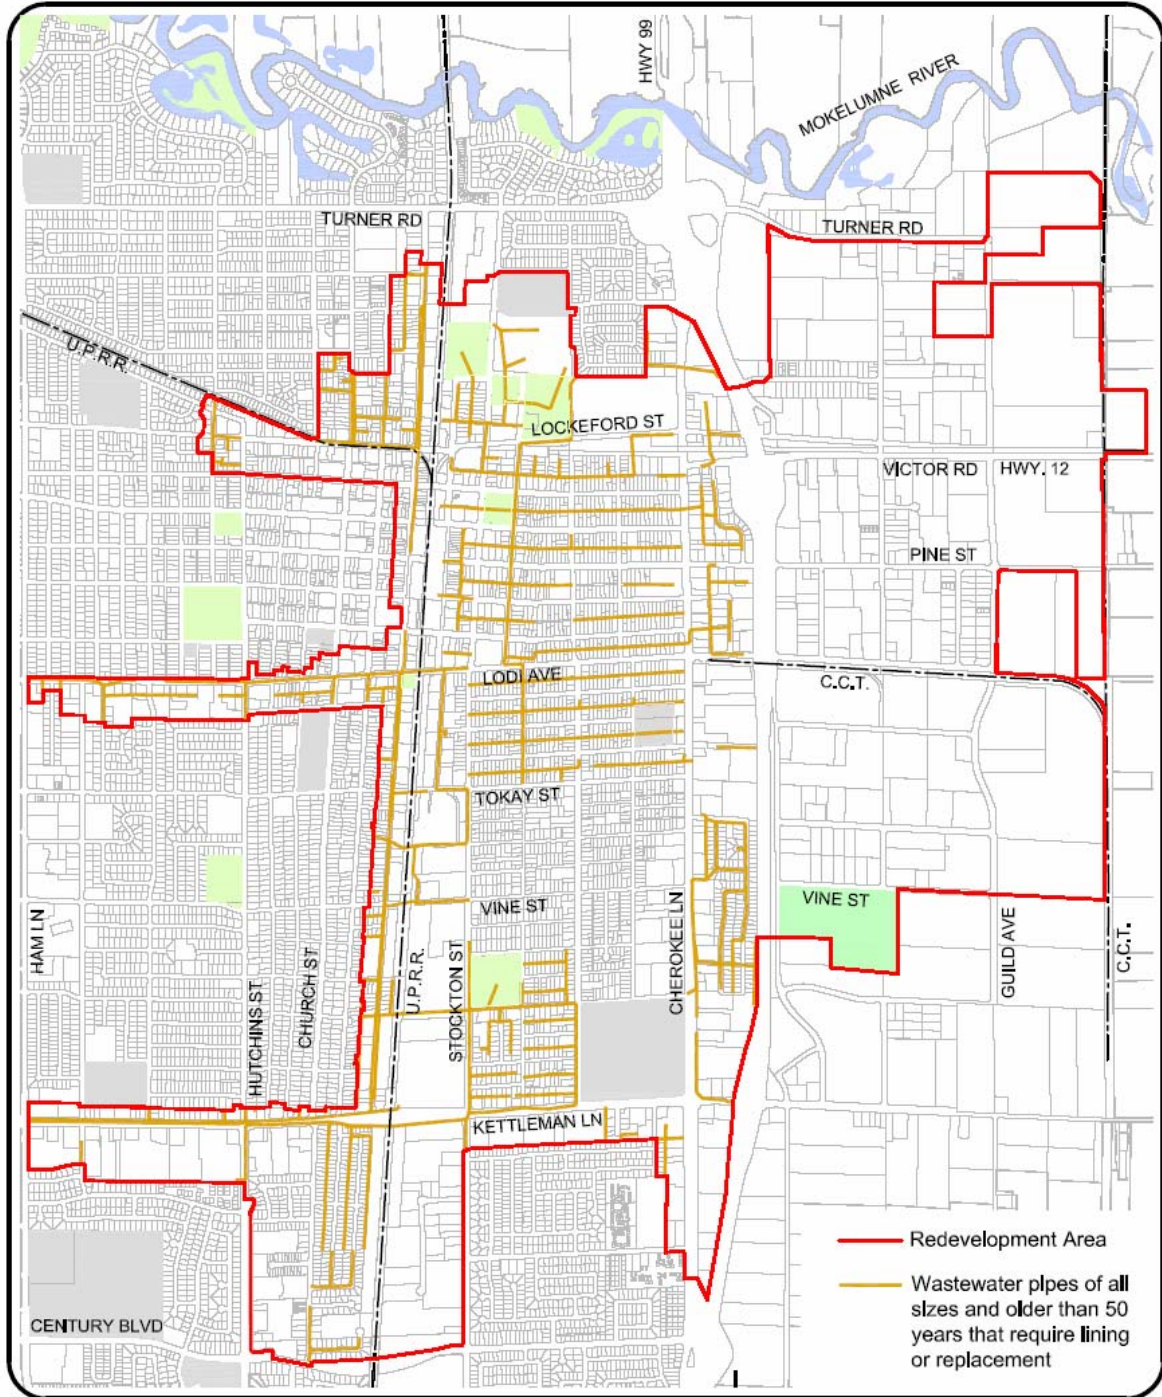 HWY 99
MOKELUMNE RIVER
TURNER RD
TURNER RD
U.P.R.R.
LOCKEFORD ST
VICTOR RD
HWY. 12
PINE ST
LODI AVE
C.C.T.
TOKAY ST
VINE ST
VINE ST
HAM LN
HUTCHINS ST
CHURCH ST
U.P.R.R.
STOCKTON ST
CHEROKEE LN
GUILD AVE
C.C.T.
KETTLEMAN LN
CENTURY BLVD
Redevelopment Area
Wastewater pipes of all
sizes and older than 50
years that require lining
or replacement